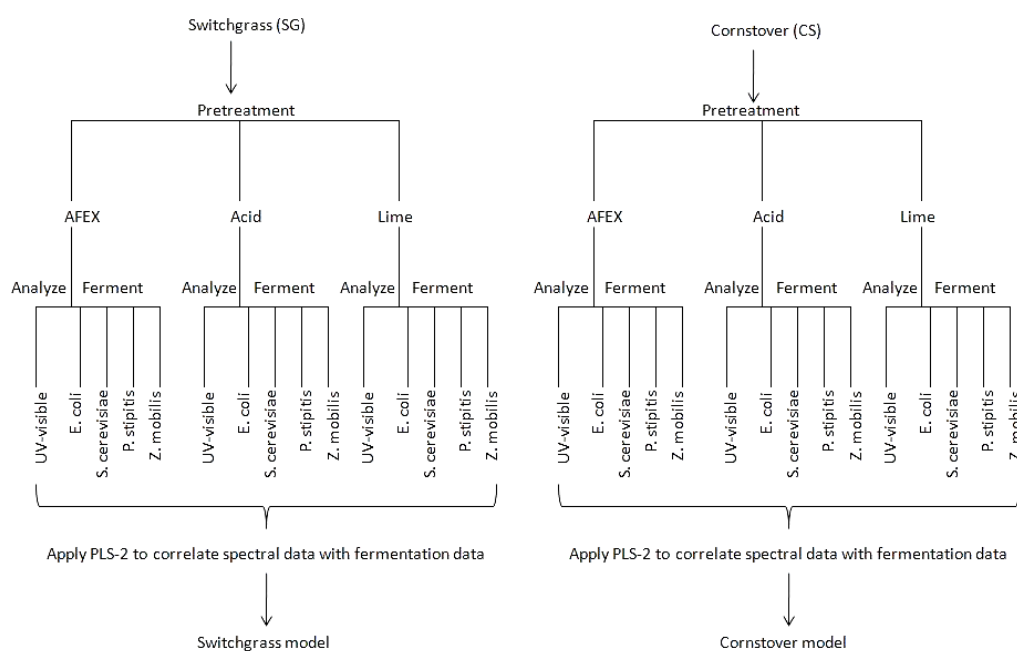 Switchgrass (SG)
Pretreatment
AFEX
Acid
Lime
Analyze
Ferment
Analyze
Ferment
Analyze
Ferment
UV-visible
E. coli
S. cerevisiae
P. stipitis
Z. mobilis
UV-visible
E. coli
S. cerevisiae
P. stipitis
Z. mobilis
UV-visible
E. coli
S. cerevisiae
P. stipitis
Z. mobilis
Apply PLS-2 to correlate spectral data with fermentation data
Switchgrass model
Cornstover (CS)
Pretreatment
AFEX
Acid
Lime
Analyze
Ferment
Analyze
Ferment
Analyze
Ferment
UV-visible
E. coli
S. cerevisiae
P. stipitis
Z. mobilis
UV-visible
E. coli
S. cerevisiae
P. stipitis
Z. mobilis
UV-visible
E. coli
S. cerevisiae
P. stipitis
Z. mobilis
Apply PLS-2 to correlate spectral data with fermentation data
Cornstover model